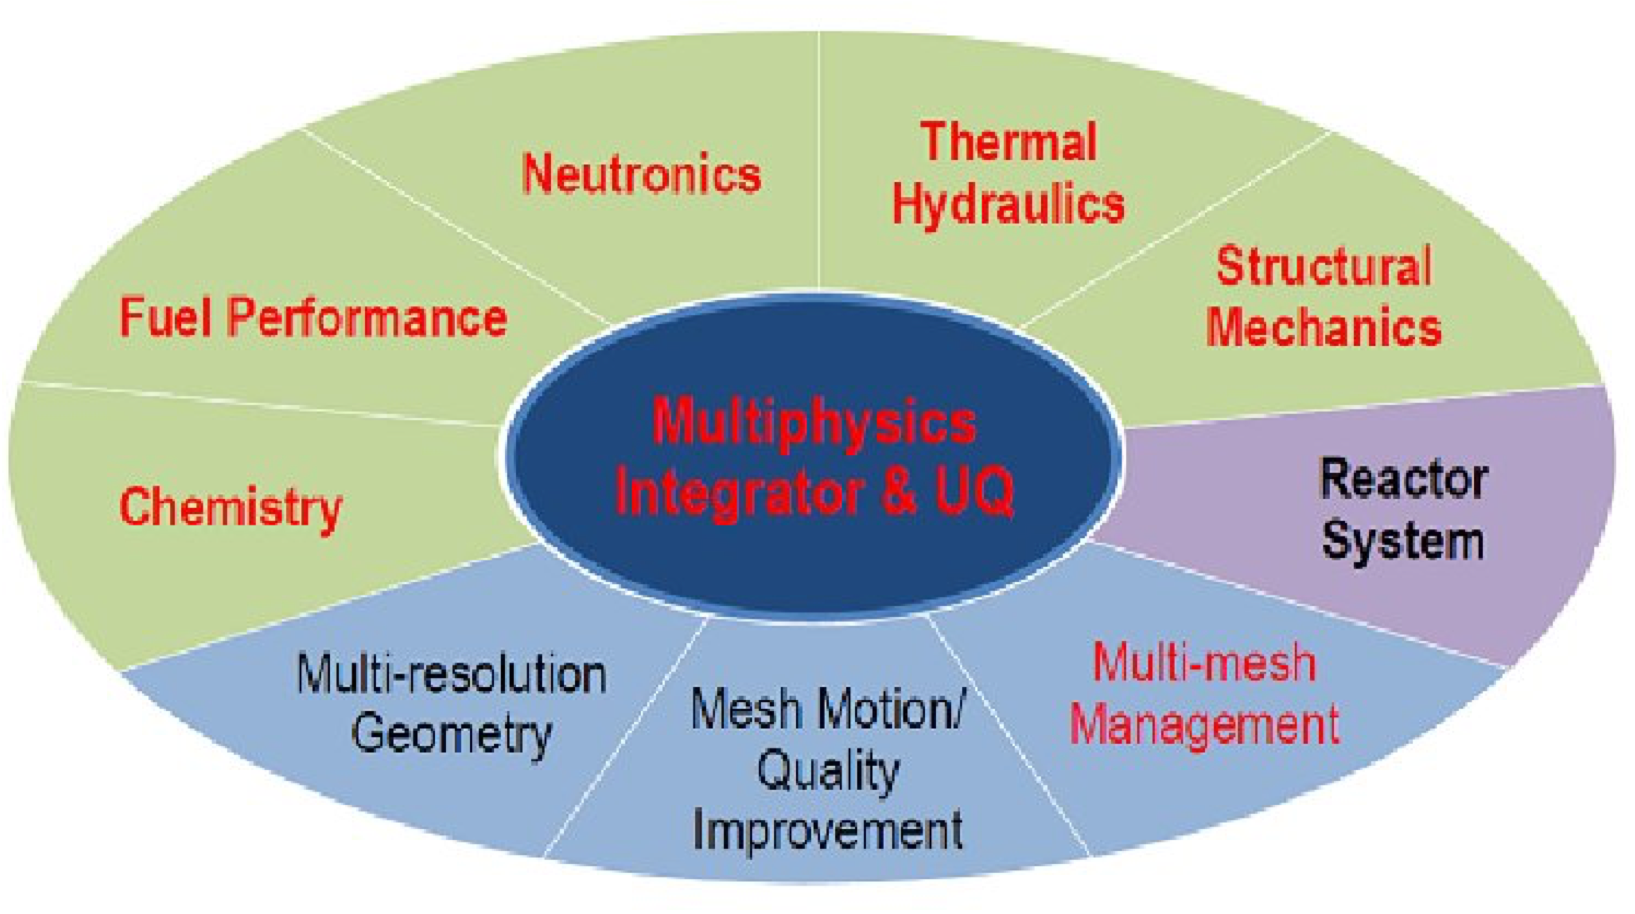 Neutronics
Thermal
Hydraulics
Structural
Mechanics
Fuel Performance
Multiphysics
Integrator & UQ
Reactor
System
Chemistry
Multi-resolution
Geometry
Mesh Motion/
Quality
Improvement
Multi-mesh
Management